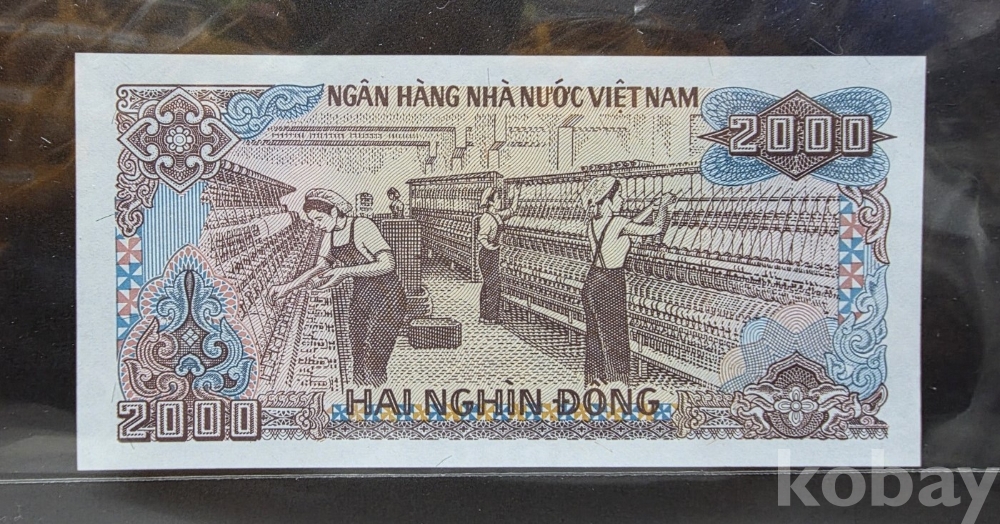 NGÂN HÀNG NHÀ NƯỚC VIỆT NAM
2000
2000
HAI NGHÌN ĐỒNG
kobay